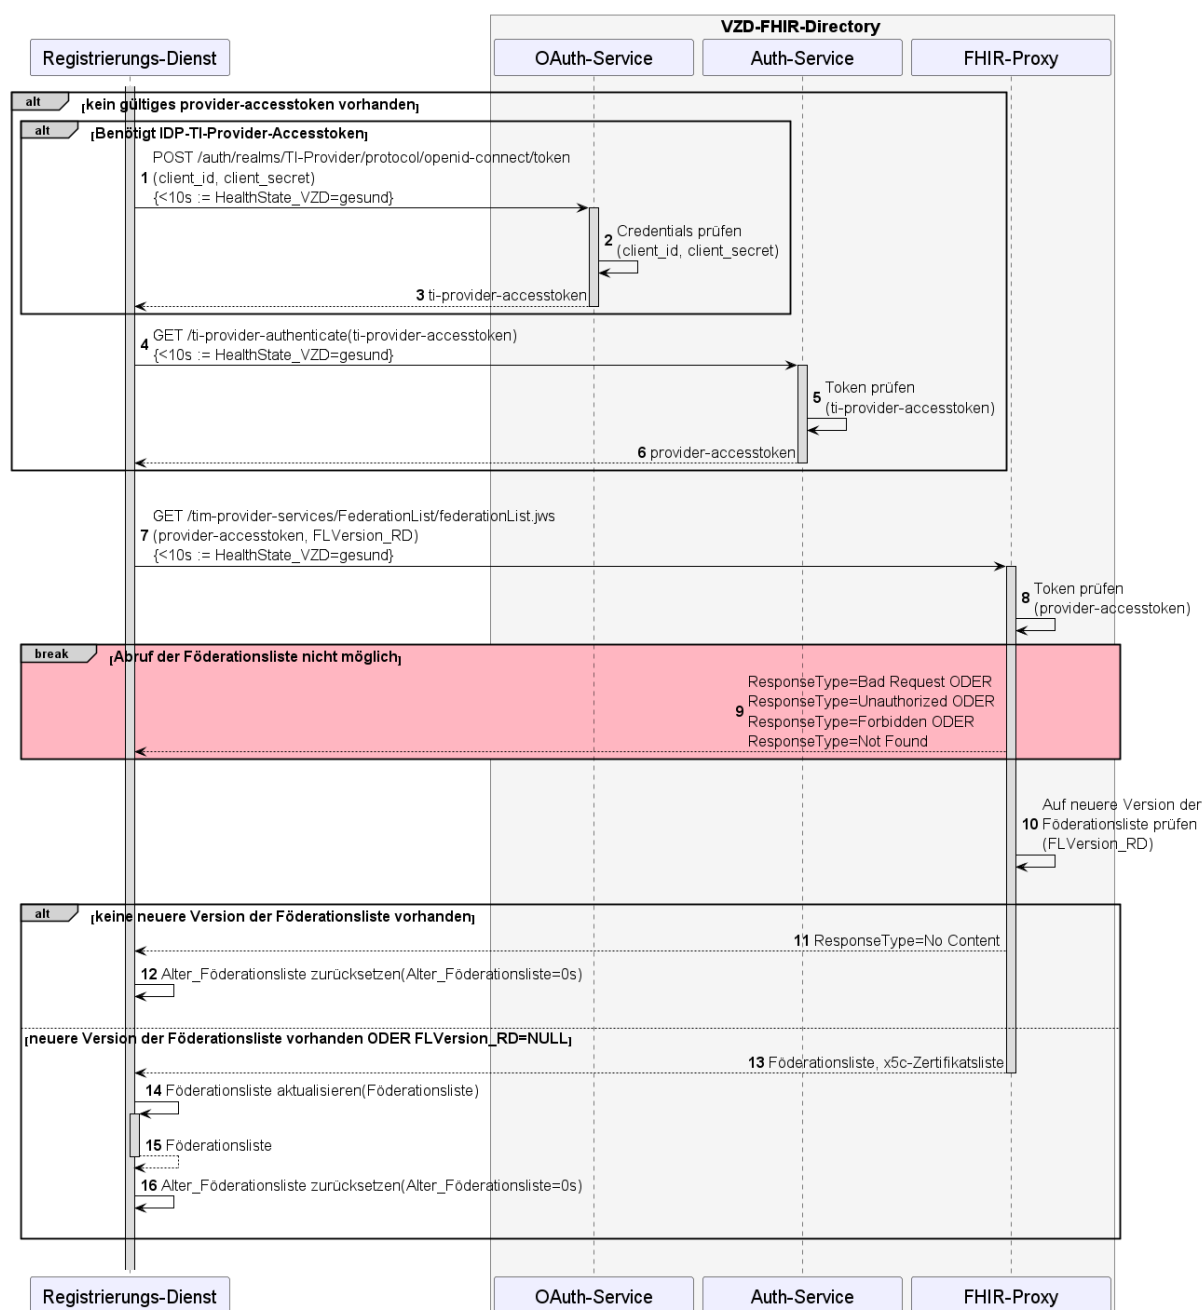 VZD-FHIR-Directory
Registrierungs-Dienst
OAuth-Service
Auth-Service
FHIR-Proxy
alt
[kein gültiges provider-accesstoken vorhanden]
alt
[Benötigt IDP-TI-Provider-Accesstoken]
POST /auth/realms/TI-Provider/protocol/openid-connect/token
1 (client_id, client_secret)
{<10s := HealthState_VZD=gesund}
Credentials prüfen
2
(client_id, client_secret)
3 ti-provider-accesstoken
GET /ti-provider-authenticate(ti-provider-accesstoken)
4
{<10s := HealthState_VZD=gesund}
Token prüfen
5
(ti-provider-accesstoken)
6 provider-accesstoken
GET /tim-provider-services/FederationList/federationList.jws
7 (provider-accesstoken, FLVersion_RD)
{<10s := HealthState_VZD=gesund}
Token prüfen
8
(provider-accesstoken)
break
[Abruf der Föderationsliste nicht möglich]
ResponseType=Bad Request ODER
ResponseType=Unauthorized ODER
9
ResponseType=Forbidden ODER
ResponseType=Not Found
Auf neuere Version der
10 Föderationsliste prüfen
(FLVersion_RD)
alt
[keine neuere Version der Föderationsliste vorhanden]
11 ResponseType=No Content
12 Alter_Föderationsliste zurücksetzen(Alter_Föderationsliste=0s)
[neuere Version der Föderationsliste vorhanden ODER FLVersion_RD=NULL]
13 Föderationsliste, x5c-Zertifikatsliste
14 Föderationsliste aktualisieren(Föderationsliste)
15 Föderationsliste
16 Alter_Föderationsliste zurücksetzen(Alter_Föderationsliste=0s)
Registrierungs-Dienst
OAuth-Service
Auth-Service
FHIR-Proxy